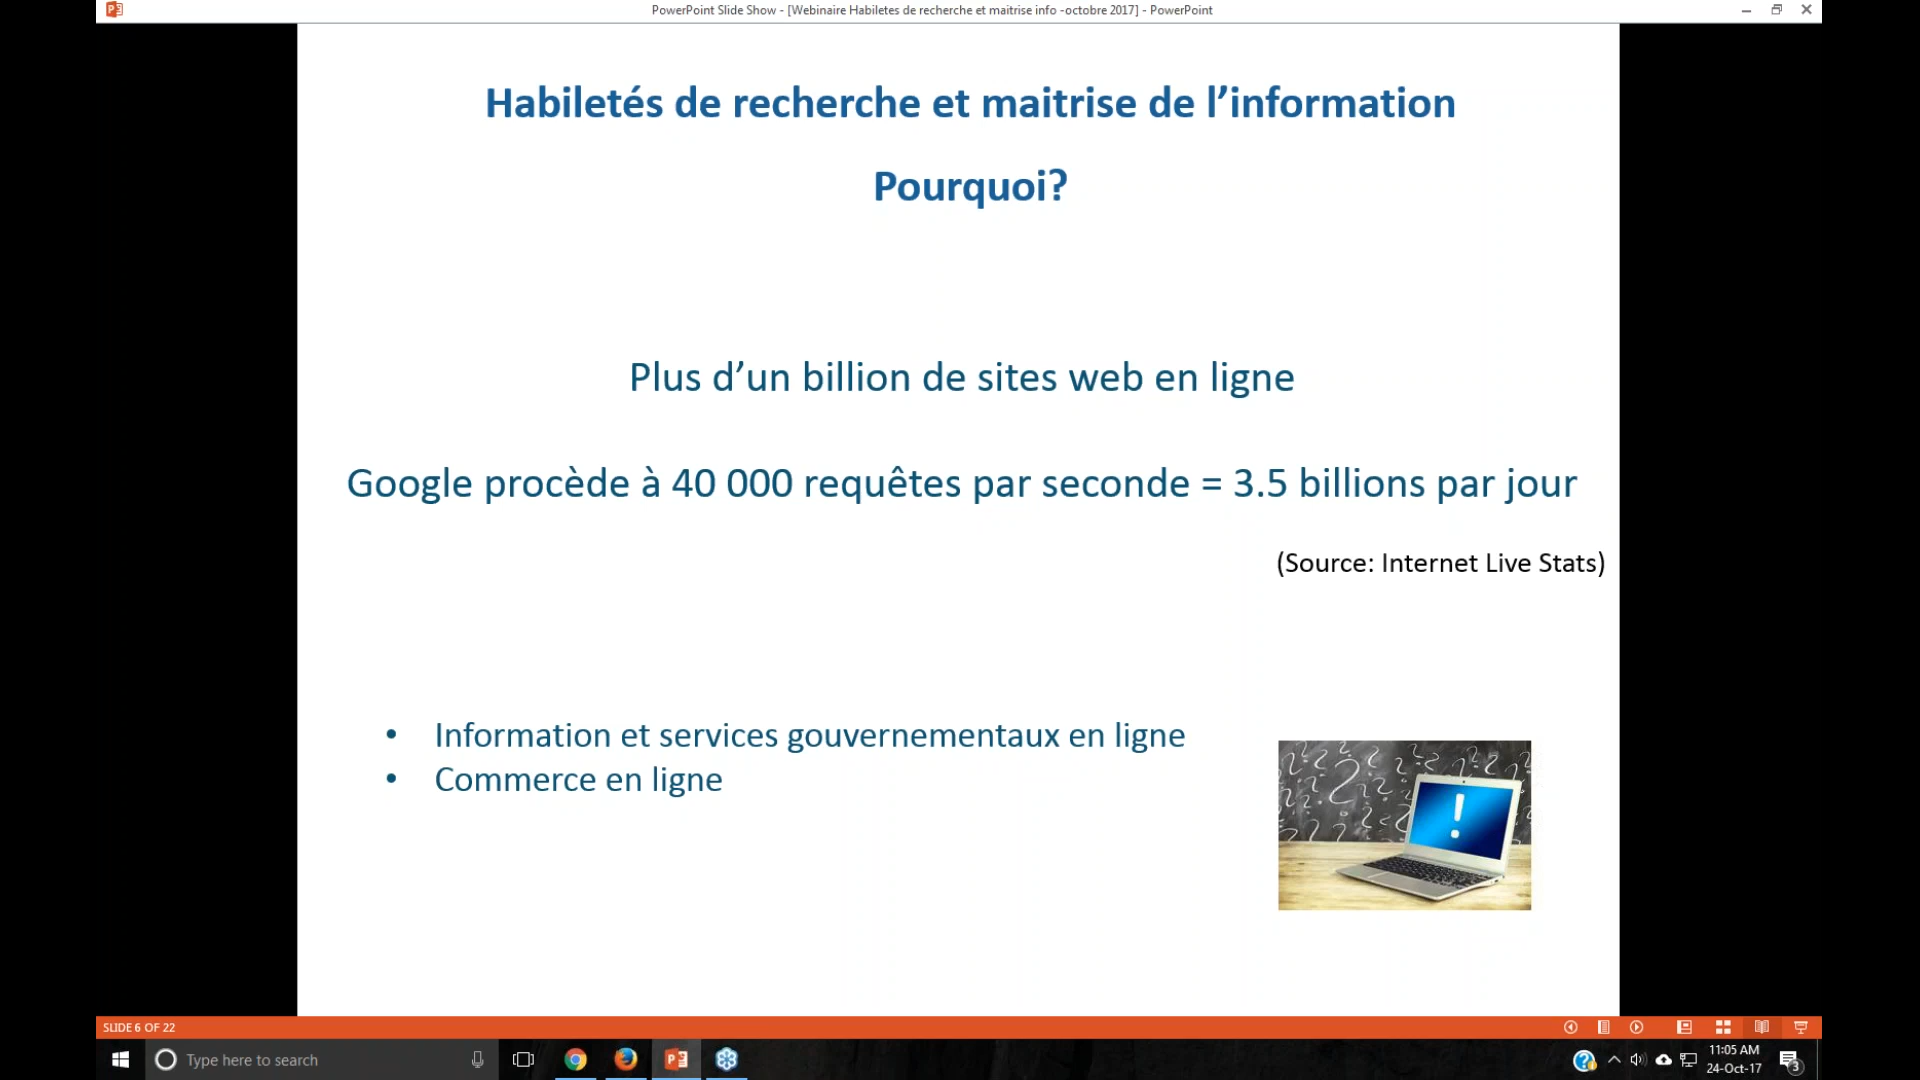 PowerPoint Slide Show - [Webinaire Habiletes de recherche et maitrise info -octobre 2017] - PowerPoint
Habiletés de recherche et maitrise de l’information
Pourquoi?
Plus d’un billion de sites web en ligne
Google procède à 40 000 requêtes par seconde = 3.5 billions par jour
(Source: Internet Live Stats)
• Information et services gouvernementaux en ligne
• Commerce en ligne
!
SLIDE 6 OF 22
Type here to search
11:05 AM
24-Oct-17
3